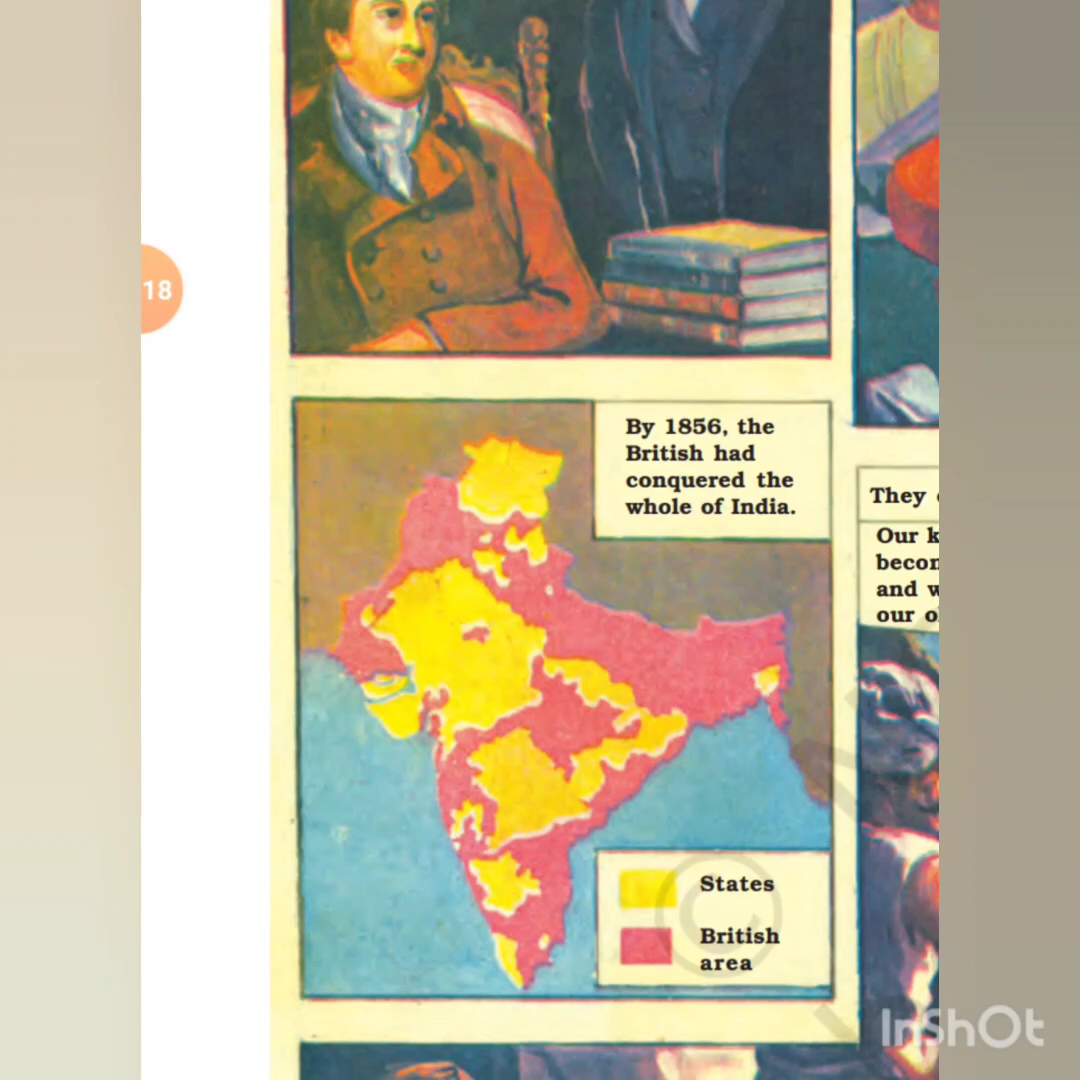 18
By 1856, the
British had
conquered the
whole of India.
States
British
area
They
Our
and
our
©
InShOt